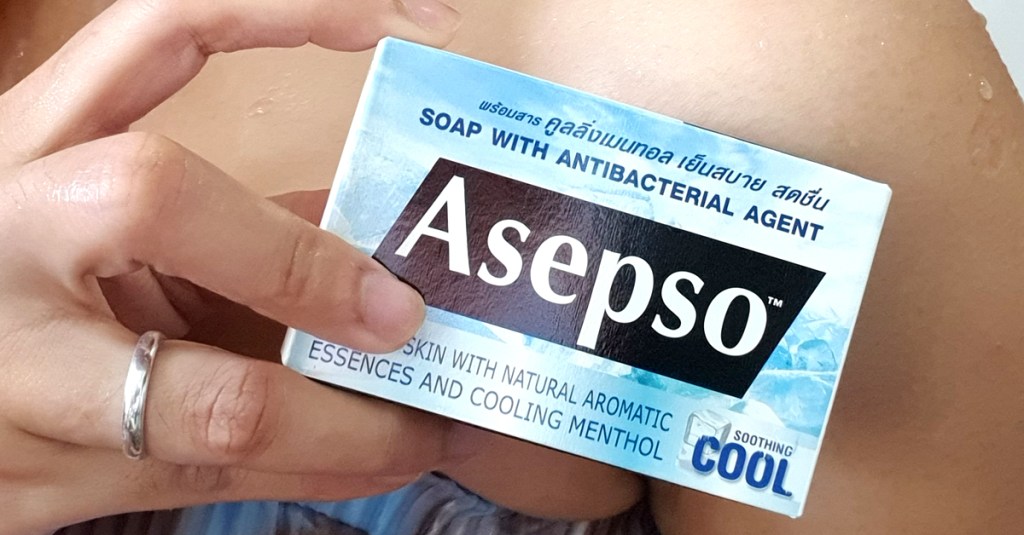 พร้อมสาร คูลลิ่งเมนทอล เย็นสบาย สดชื่น
SOAP WITH ANTIBACTERIAL AGENT
Asepso™
SKIN WITH NATURAL AROMATIC
ESSENCES AND COOLING MENTHOL
SOOTHING
COOL